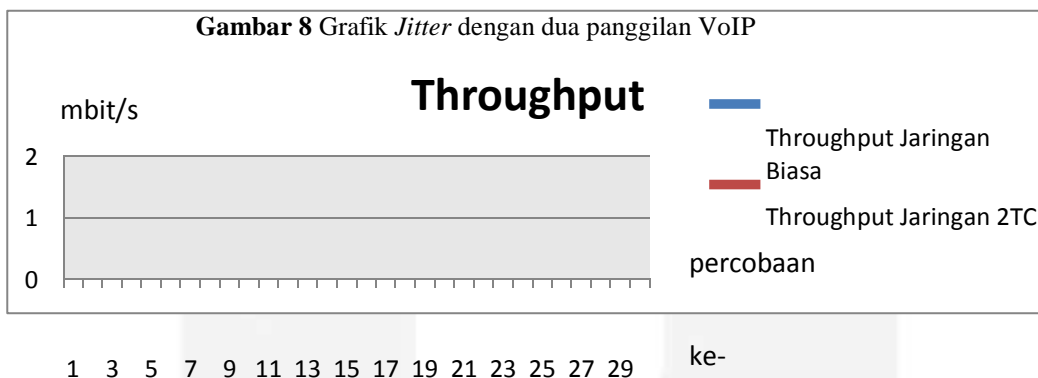 Gambar 8 Grafik Jitter dengan dua panggilan VoIP
Throughput
mbit/s
Throughput Jaringan
Biasa
Throughput Jaringan 2TC
2
1
0
percobaan
ke-
1 3 5 7 9 11 13 15 17 19 21 23 25 27 29